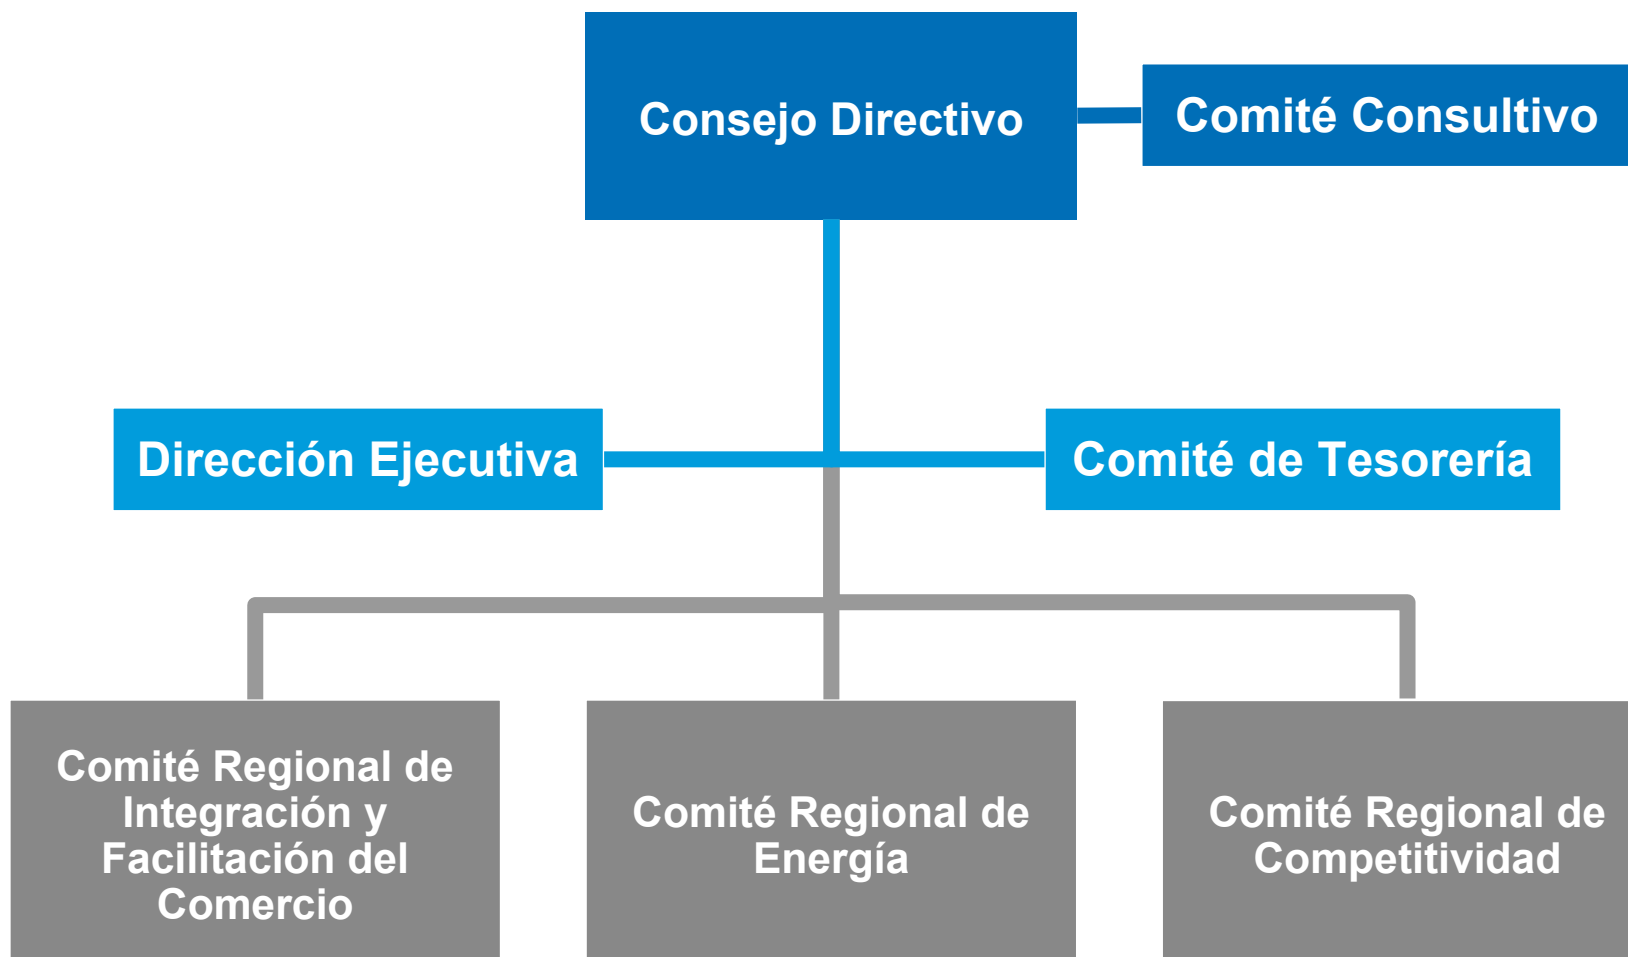 Consejo Directivo
Comité Consultivo
Dirección Ejecutiva
Comité de Tesorería
Comité Regional de
Integración y
Facilitación del
Comercio
Comité Regional de
Energía
Comité Regional de
Competitividad